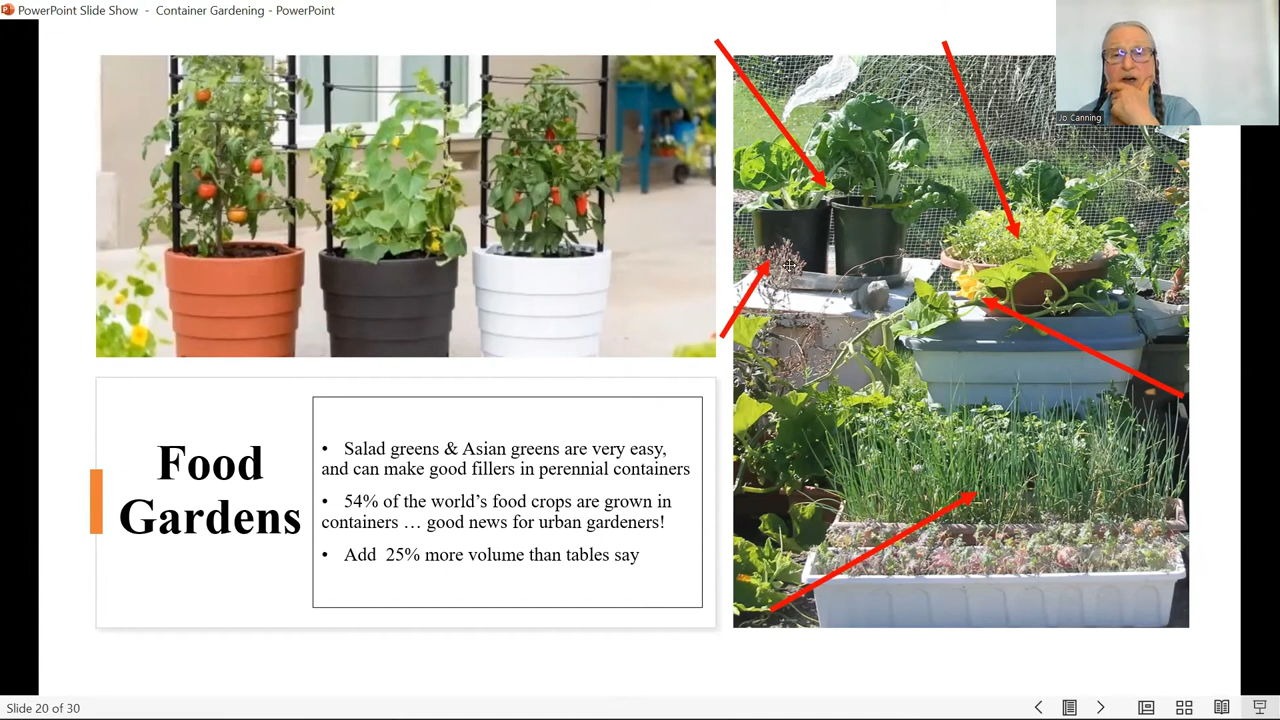 PowerPoint Slide Show - Container Gardening - PowerPoint
Jo Canning
Food
Gardens
• Salad greens & Asian greens are very easy,
and can make good fillers in perennial containers
• 54% of the world's food crops are grown in
containers … good news for urban gardeners!
• Add 25% more volume than tables say
Slide 20 of 30